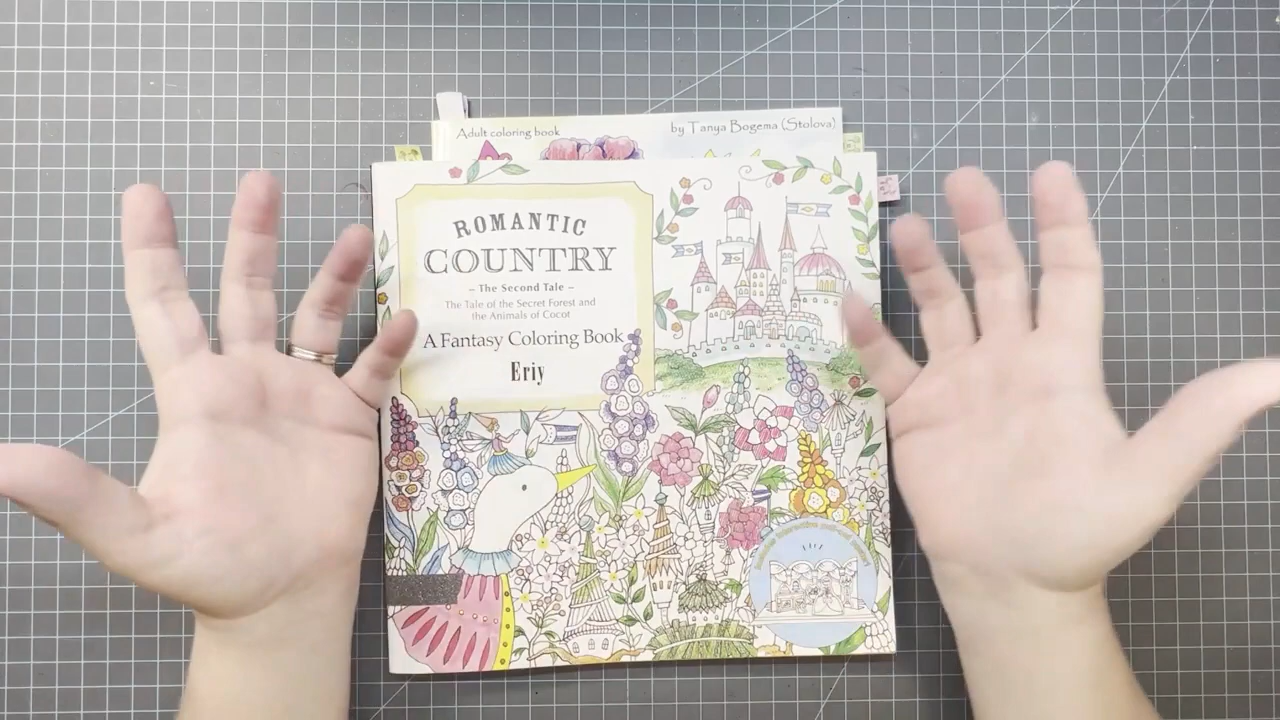 Adult coloring book
by Tanya Bogema (Stolova)
ROMANTIC
COUNTRY
– The Second Tale –
The Tale of the Secret Forest and
the Animals of Cocot
A Fantasy Coloring Book
Eriy